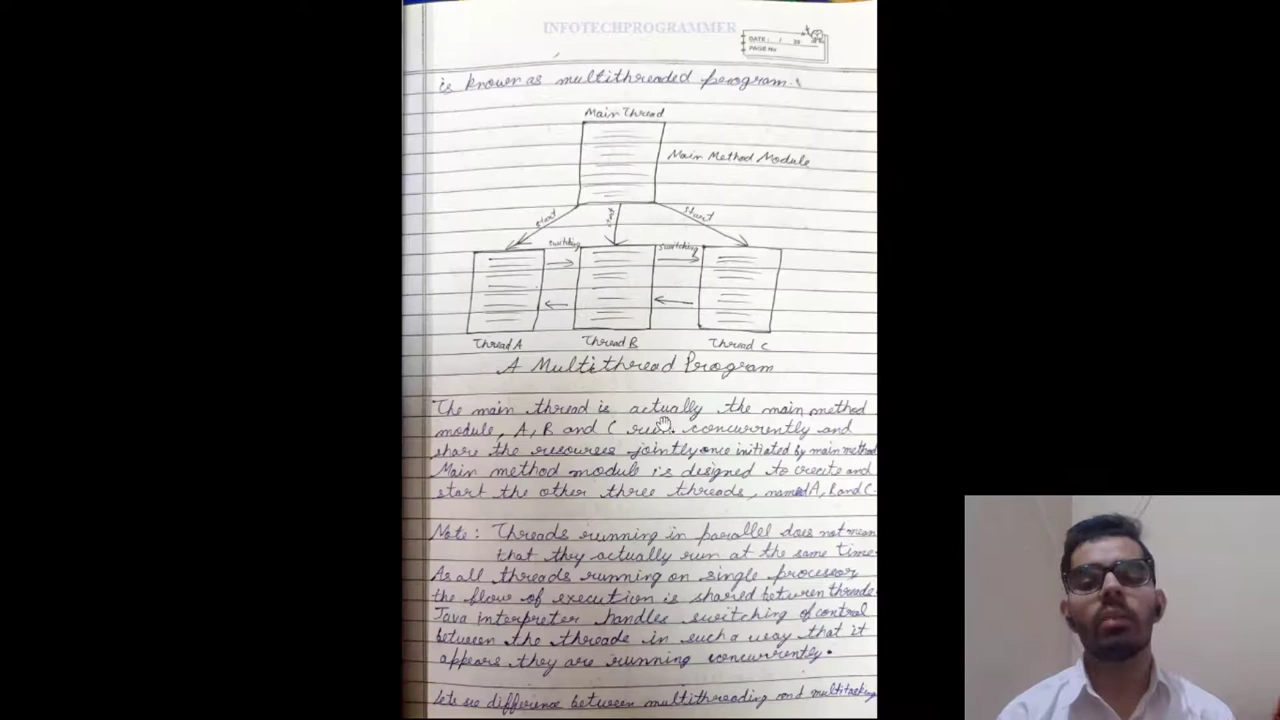 INFOTECHPROGRAMMER
DATE: / 20
PAGE No
is known as multithreaded program.
Main Thread
Main Method Module
start start start
switching switching
Thread A Thread B Thread C
A Multithread Program
The main thread is actually the main method
module, A, B and C run concurrently and
share the resources jointly once initiated by main method
Main method module is designed to create and
start the other three threads, named A, B and C.
Note: Threads running in parallel does not mean
that they actually run at the same time.
As all threads running on single processor
the flow of execution is shared between threads.
Java interpreter handles switching of control
between the threads in such a way that it
appears they are running concurrently.
Lets see difference between multithreading and multitasking